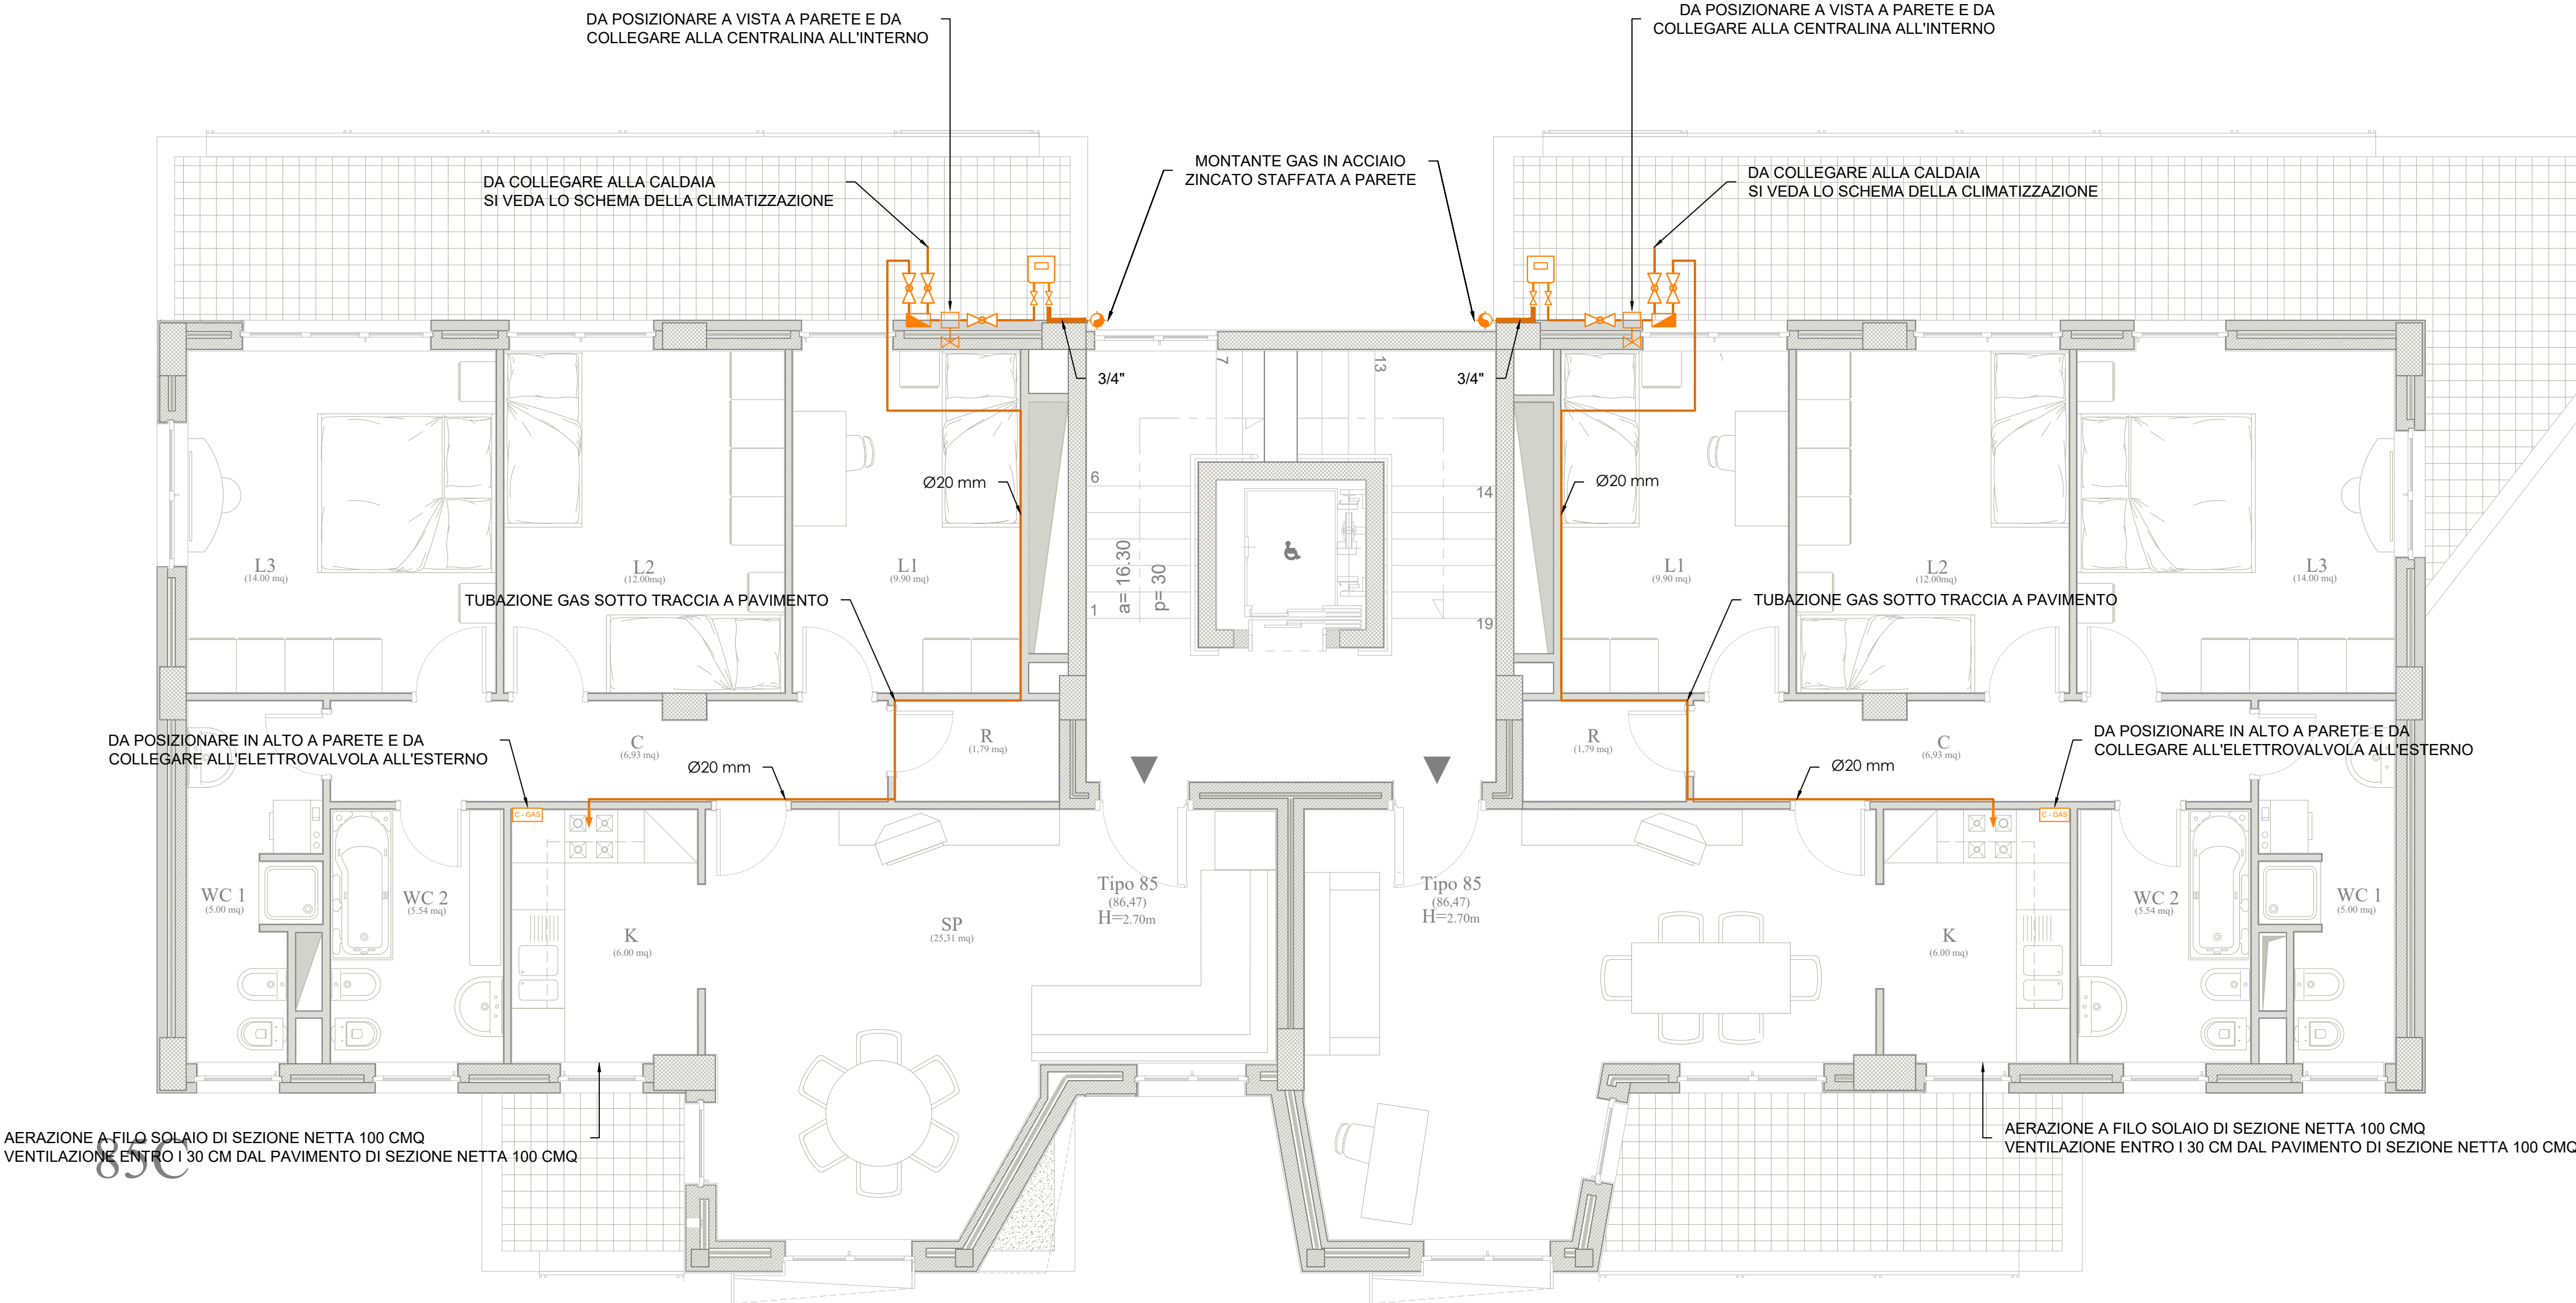 DA POSIZIONARE A VISTA A PARETE E DA
COLLEGARE ALLA CENTRALINA ALL'INTERNO
DA POSIZIONARE A VISTA A PARETE E DA
COLLEGARE ALLA CENTRALINA ALL'INTERNO
DA COLLEGARE ALLA CALDAIA
SI VEDA LO SCHEMA DELLA CLIMATIZZAZIONE
MONTANTE GAS IN ACCIAIO
ZINCATO STAFFATA A PARETE
DA COLLEGARE ALLA CALDAIA
SI VEDA LO SCHEMA DELLA CLIMATIZZAZIONE
3/4"
7
13
3/4"
Ø20 mm
6
14
Ø20 mm
L3
(14.00 mq)
L2
(12.00mq)
L1
(9.90 mq)
a= 16.30
p= 30
1
19
L1
(9.90 mq)
L2
(12.00mq)
L3
(14.00 mq)
TUBAZIONE GAS SOTTO TRACCIA A PAVIMENTO
TUBAZIONE GAS SOTTO TRACCIA A PAVIMENTO
DA POSIZIONARE IN ALTO A PARETE E DA
COLLEGARE ALL'ELETTROVALVOLA ALL'ESTERNO
C
(6,93 mq)
R
(1,79 mq)
R
(1,79 mq)
C
(6,93 mq)
DA POSIZIONARE IN ALTO A PARETE E DA
COLLEGARE ALL'ELETTROVALVOLA ALL'ESTERNO
Ø20 mm
Ø20 mm
C - GAS
C - GAS
WC 1
(5.00 mq)
WC 2
(5.54 mq)
K
(6.00 mq)
SP
(25,31 mq)
Tipo 85
(86,47)
H=2.70m
Tipo 85
(86,47)
H=2.70m
K
(6.00 mq)
WC 2
(5.54 mq)
WC 1
(5.00 mq)
AERAZIONE A FILO SOLAIO DI SEZIONE NETTA 100 CMQ
VENTILAZIONE ENTRO I 30 CM DAL PAVIMENTO DI SEZIONE NETTA 100 CMQ
85C
AERAZIONE A FILO SOLAIO DI SEZIONE NETTA 100 CMQ
VENTILAZIONE ENTRO I 30 CM DAL PAVIMENTO DI SEZIONE NETTA 100 CMQ